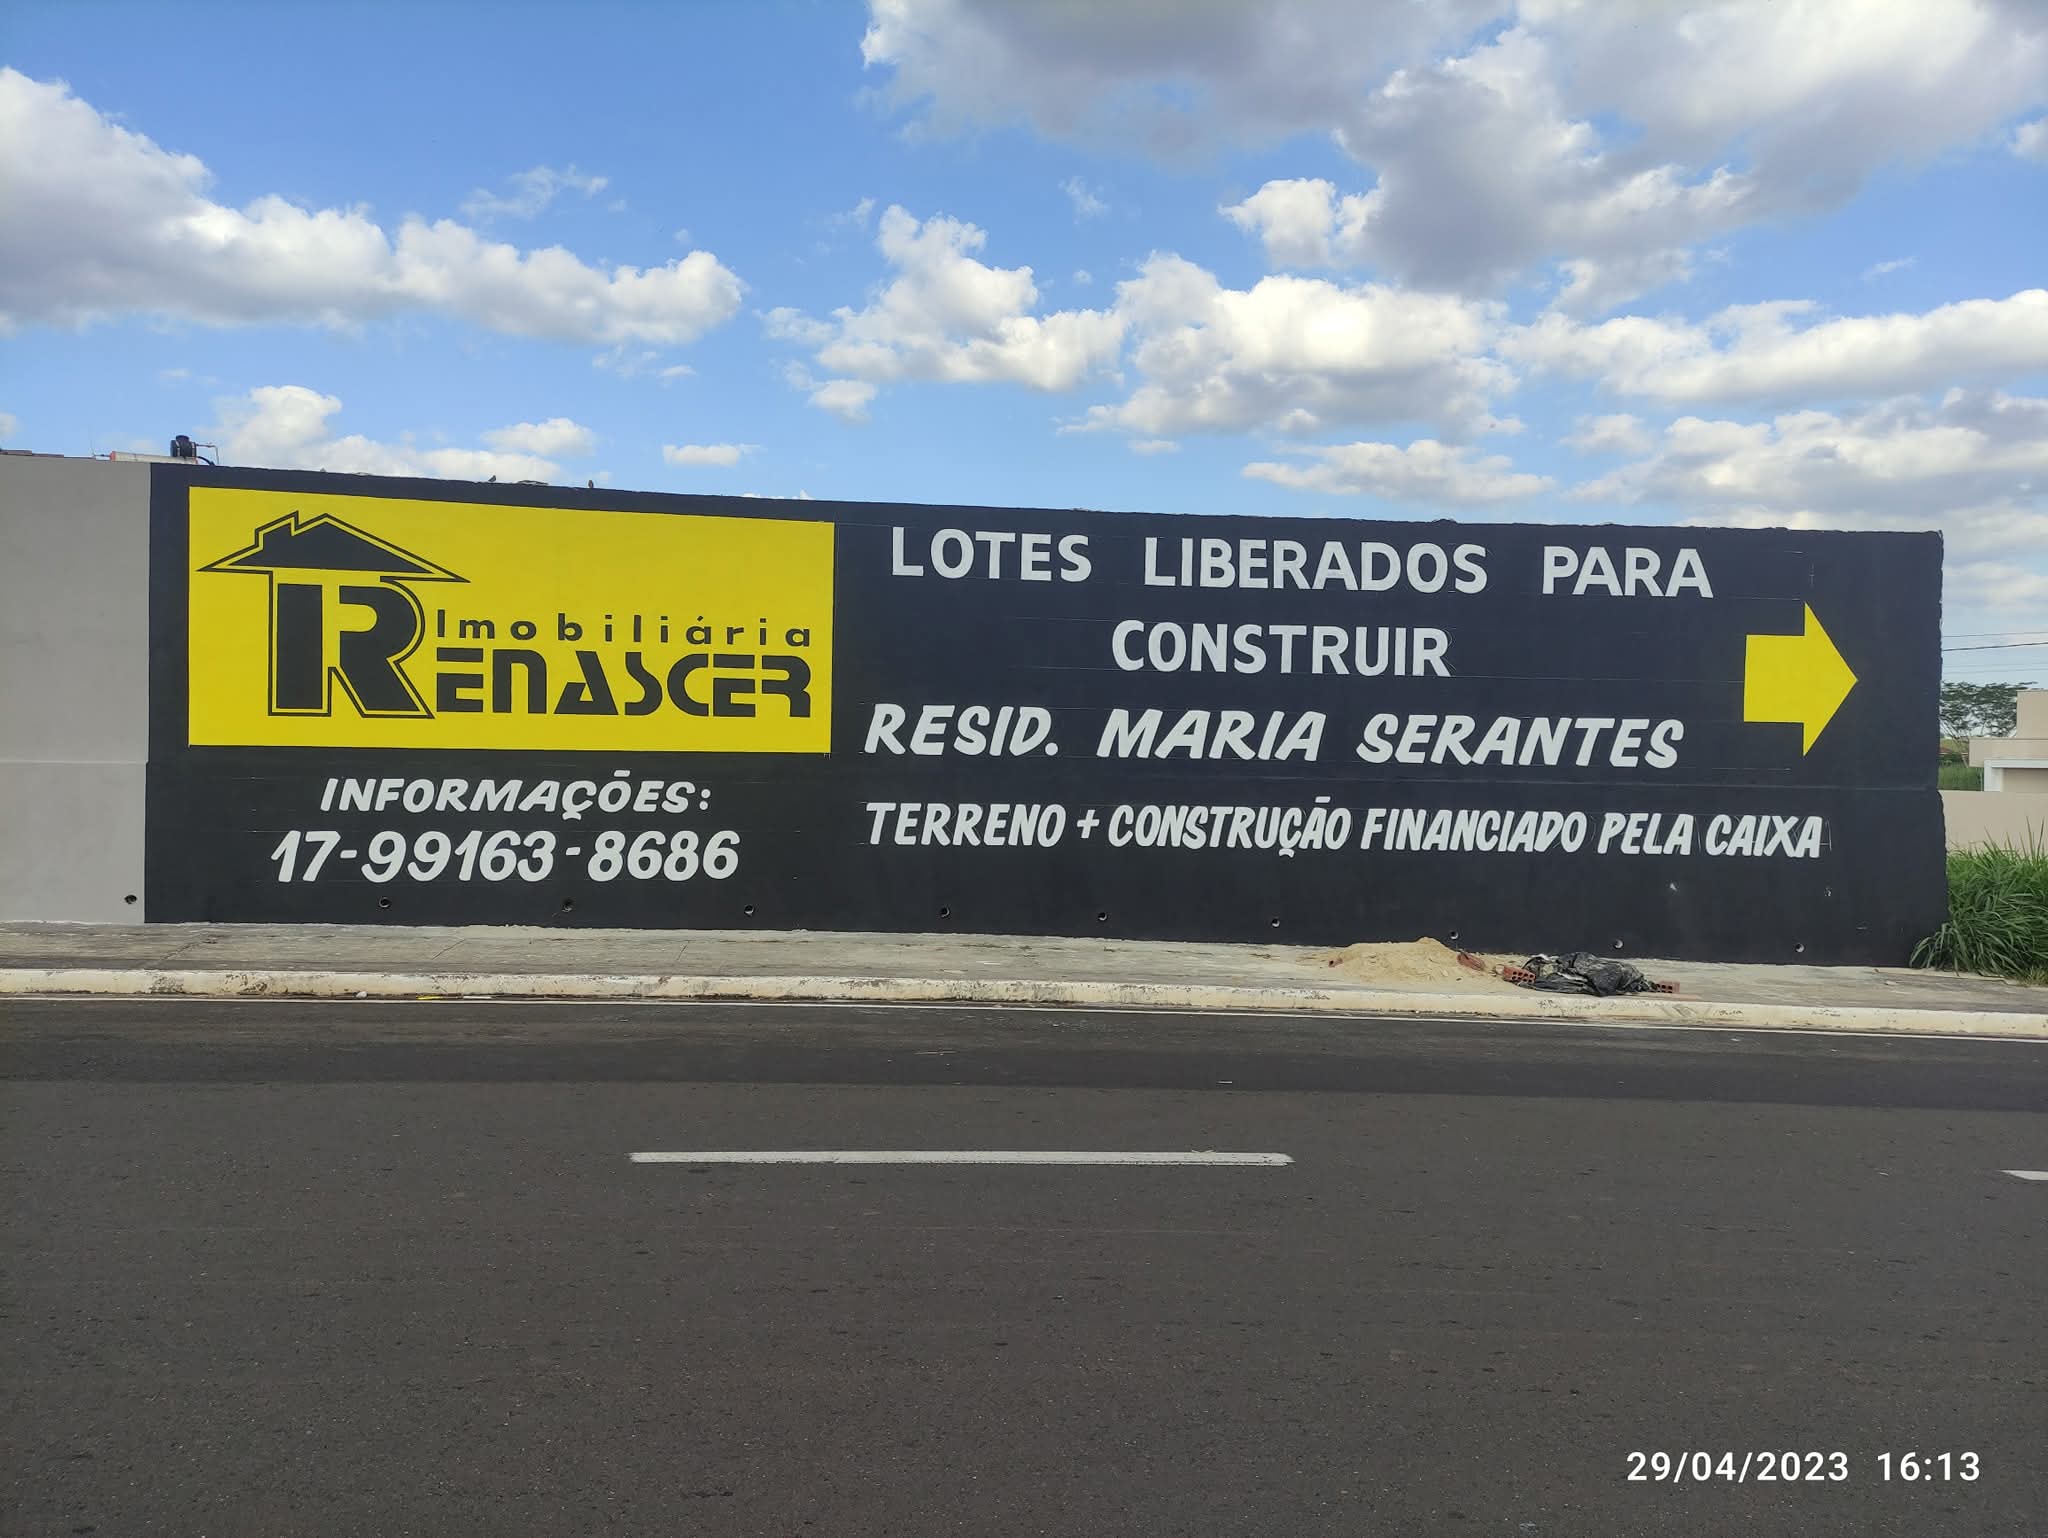 Imobiliária
RENASCER
INFORMAÇÕES:
17-99163-8686
LOTES LIBERADOS PARA
CONSTRUIR
RESID. MARIA SERANTES
TERRENO + CONSTRUÇÃO FINANCIADO PELA CAIXA
29/04/2023 16:13